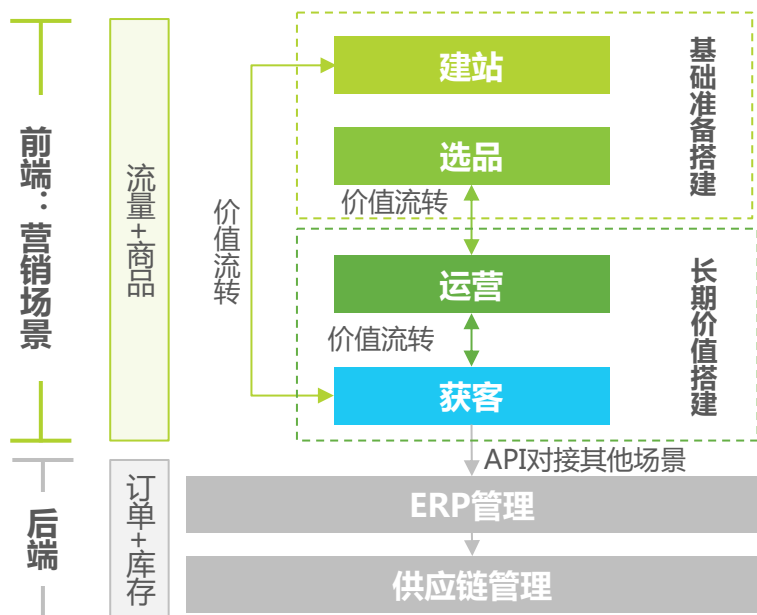 前端：营销场景
流量+商品
价值流转
建站
选品
基础准备搭建
价值流转
运营
价值流转
获客
长期价值搭建
API对接其他场景
后端
订单+库存
ERP管理
供应链管理